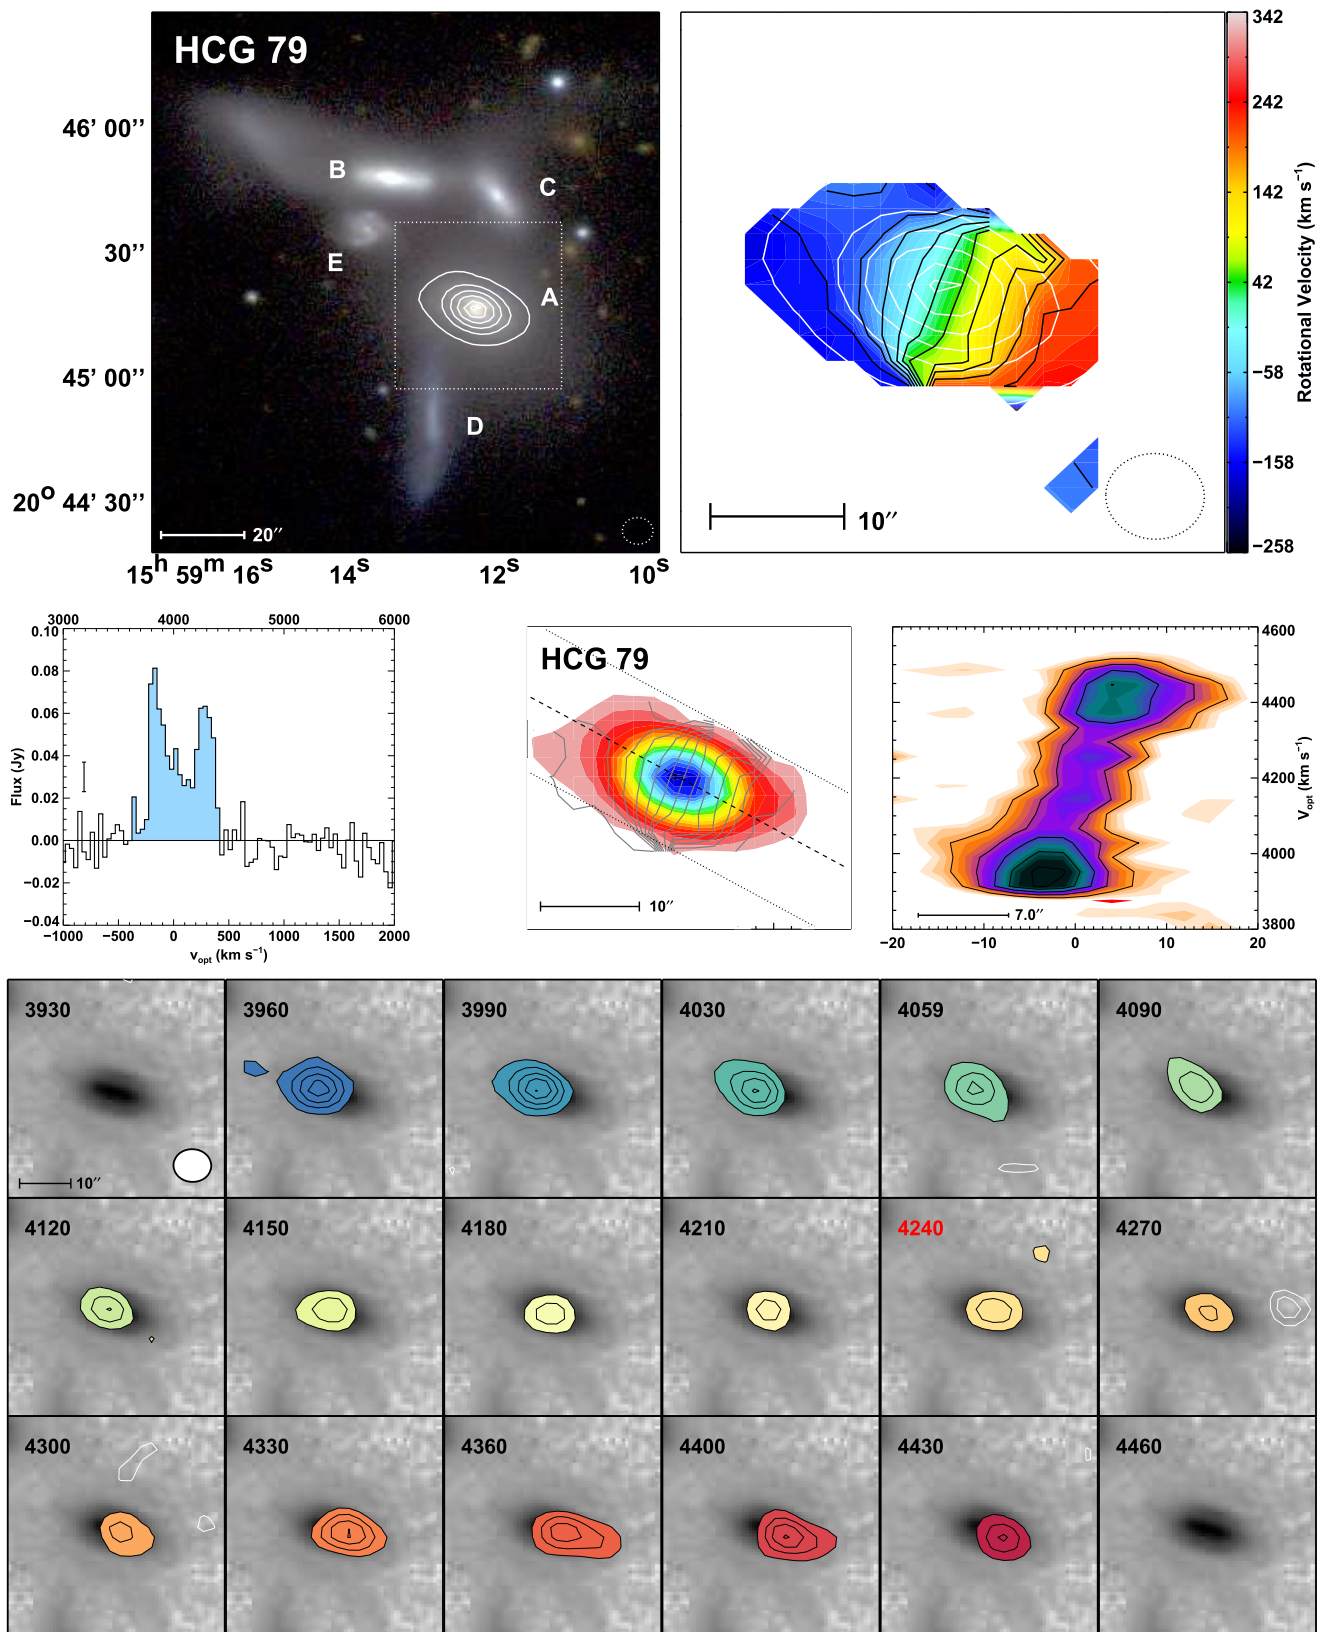 HCG 79
46’ 00’’
30’’
45’ 00’’
20o 44’ 30’’
B
C
E
A
D
20″
15h 59m 16s 14s 12s 10s
10″
342
242
142
42
−58
−158
−258
Rotational Velocity (km s−1)
3000 4000 5000 6000
0.10
0.08
0.06
0.04
0.02
0.00
−0.02
−0.04
Flux (Jy)
−1000 −500 0 500 1000 1500 2000
vopt (km s−1)
HCG 79
10″
4600
4400
4200
4000
3800
vopt (km s−1)
7.0″
−20 −10 0 10 20
3930 3960 3990 4030 4059 4090
10″
4120 4150 4180 4210 4240 4270
4300 4330 4360 4400 4430 4460